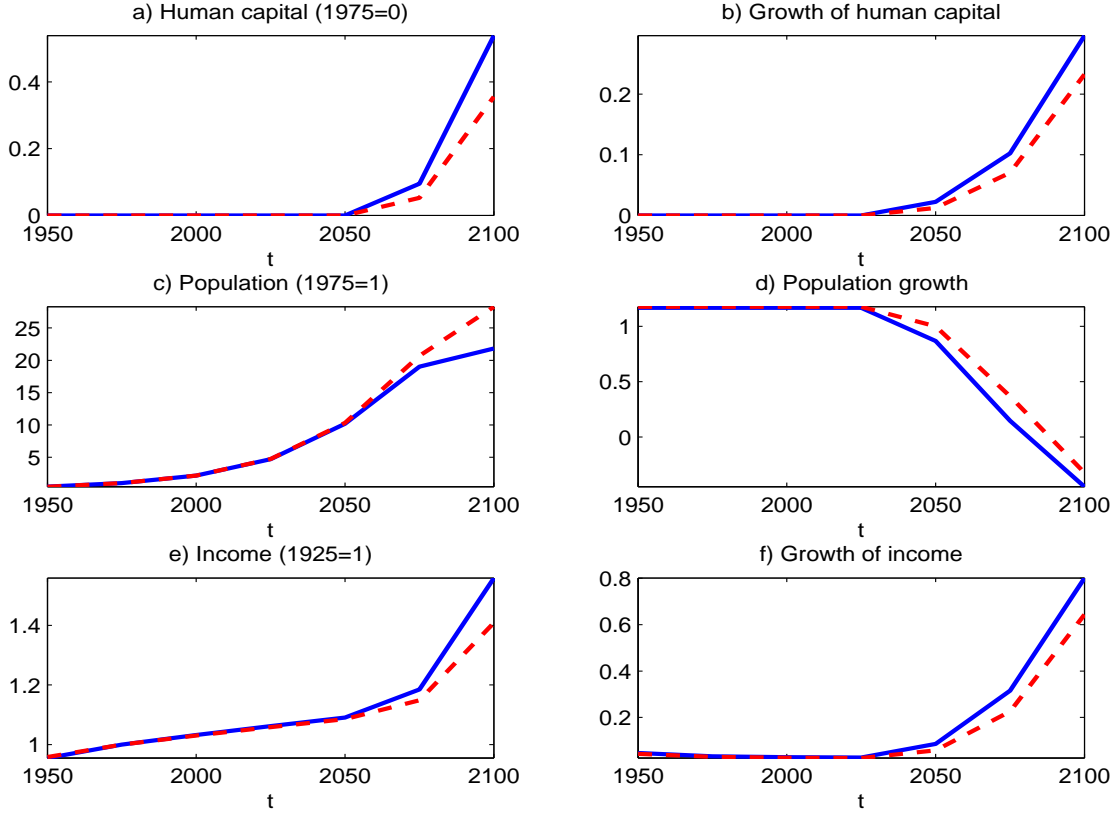 a) Human capital (1975=0)
0.4
0.2
0
1950 2000 2050 2100
t
b) Growth of human capital
0.2
0.1
0
1950 2000 2050 2100
t
c) Population (1975=1)
25
20
15
10
5
1950 2000 2050 2100
t
d) Population growth
1
0.5
0
1950 2000 2050 2100
t
e) Income (1925=1)
1.4
1.2
1
1950 2000 2050 2100
t
f) Growth of income
0.8
0.6
0.4
0.2
1950 2000 2050 2100
t